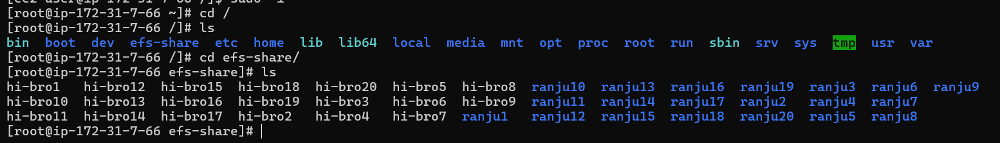 [root@ip-172-31-7-66 ~]# cd /
[root@ip-172-31-7-66 /]# ls
bin boot dev efs-share etc home lib lib64 local media mnt opt proc root run sbin srv sys tmp usr var
[root@ip-172-31-7-66 /]# cd efs-share/
[root@ip-172-31-7-66 efs-share]# ls
hi-bro1 hi-bro12 hi-bro15 hi-bro18 hi-bro20 hi-bro5 hi-bro8 ranju10 ranju13 ranju16 ranju19 ranju3 ranju6 ranju9
hi-bro10 hi-bro13 hi-bro16 hi-bro19 hi-bro3 hi-bro6 hi-bro9 ranju11 ranju14 ranju17 ranju2 ranju4 ranju7
hi-bro11 hi-bro14 hi-bro17 hi-bro2 hi-bro4 hi-bro7 ranju1 ranju12 ranju15 ranju18 ranju20 ranju5 ranju8
[root@ip-172-31-7-66 efs-share]#